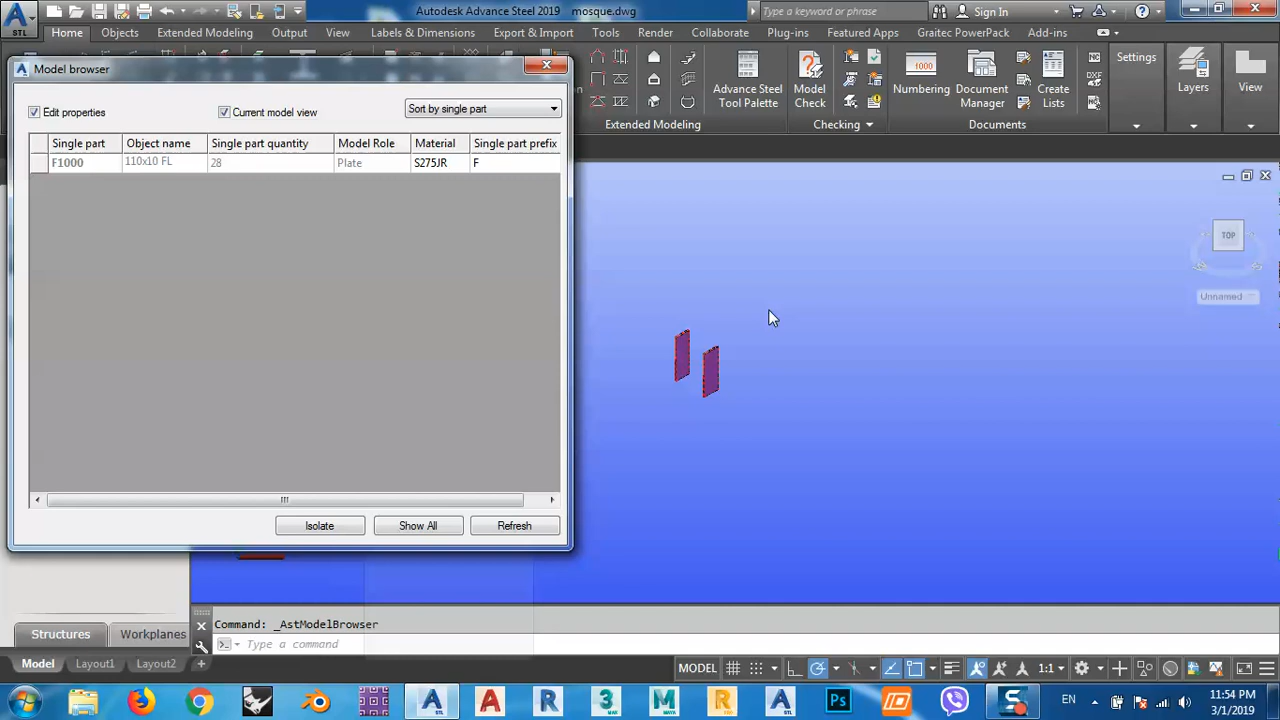 Autodesk Advance Steel 2019 mosque.dwg
Type a keyword or phrase
Sign In
STL
Home Objects Extended Modeling Output View Labels & Dimensions Export & Import Tools Render Collaborate Plug-ins Featured Apps Graitec PowerPack Add-ins
Model browser
Edit properties
Current model view
Sort by single part
Single part Object name Single part quantity Model Role Material Single part prefix
F1000 110x10 FL 28 Plate S275JR F
Isolate
Show All
Refresh
Advance Steel
Tool Palette
Extended Modeling
Model
Check
Checking
1000
Numbering
Document
Manager
DXF
Create
Lists
Documents
Settings
Layers
View
TOP
Unnamed
Command: _AstModelBrowser
Type a command
Structures Workplanes
Model Layout1 Layout2
MODEL
1:1
EN
11:54 PM
3/1/2019